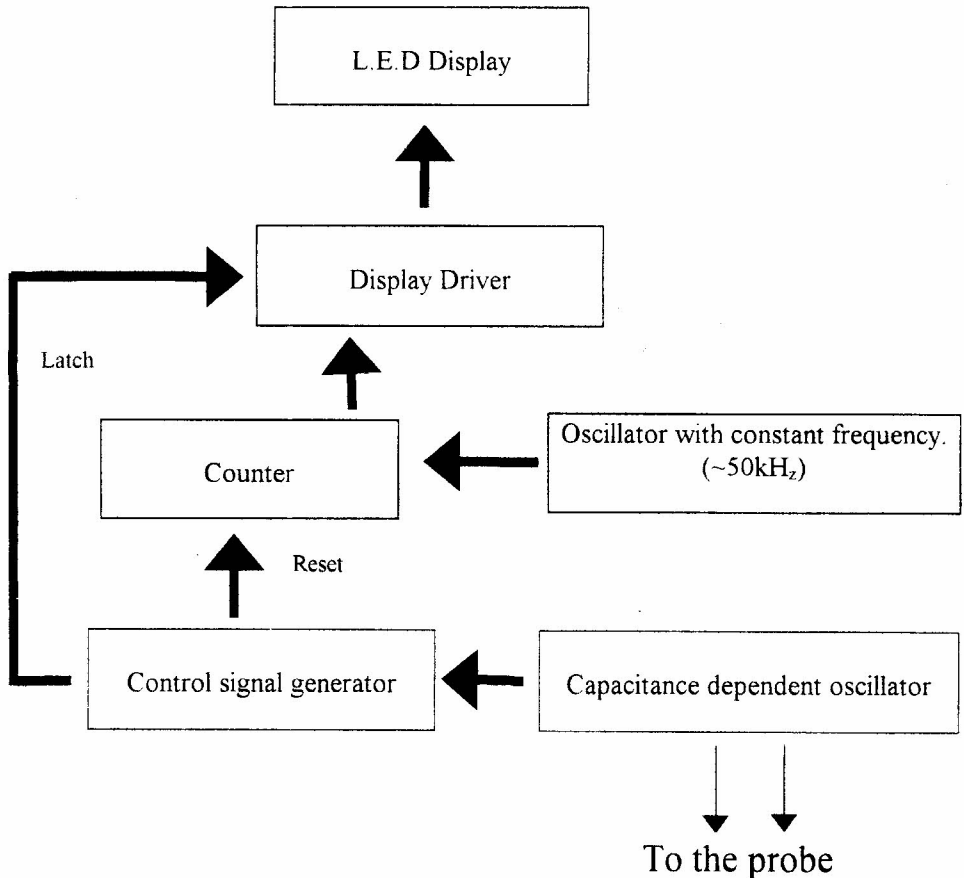 L.E.D Display
Display Driver
Latch
Counter
Oscillator with constant frequency.
(~50kHz)
Reset
Control signal generator
Capacitance dependent oscillator
To the probe